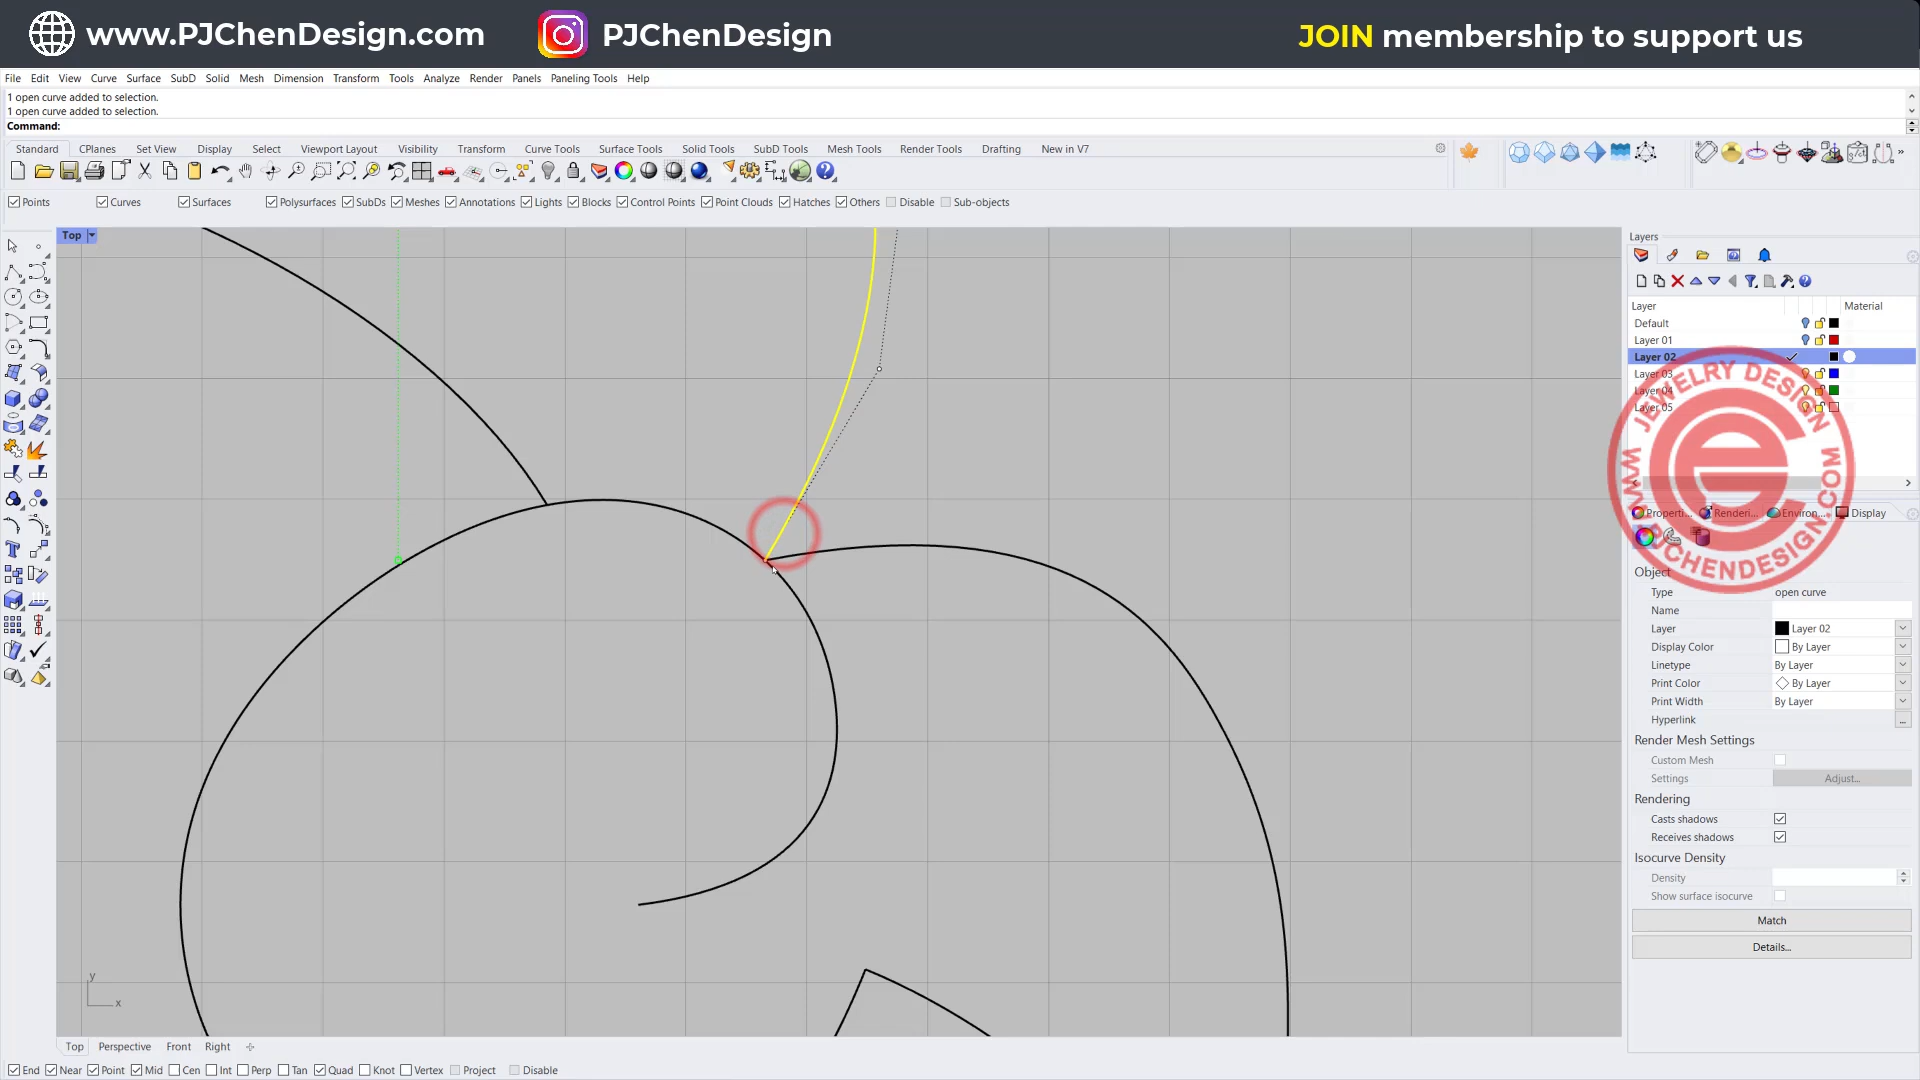 www.PJChenDesign.com PJChenDesign JOIN membership to support us
File Edit View Curve Surface SubD Solid Mesh Dimension Transform Tools Analyze Render Panels Paneling Tools Help
1 open curve added to selection.
1 open curve added to selection.
Command:
Standard CPlanes Set View Display Select Viewport Layout Visibility Transform Curve Tools Surface Tools Solid Tools SubD Tools Mesh Tools Render Tools Drafting New in V7
Points Curves Surfaces Polysurfaces SubDs Meshes Annotations Lights Blocks Control Points Point Clouds Hatches Others Disable Sub-objects
Top
Layers
Layer Material
Default
Layer 01
Layer 02
Layer 03
Layer 04
Layer 05
JEWELRY DESIGN
WWW.PJCHENDESIGN.COM
Properti... Renderi... Environ... Display
Object
Type open curve
Name
Layer Layer 02
Display Color By Layer
Linetype By Layer
Print Color By Layer
Print Width By Layer
Hyperlink ...
Render Mesh Settings
Custom Mesh
Settings Adjust...
Rendering
Casts shadows
Receives shadows
Isocurve Density
Density
Show surface isocurve
Match
Details...
y
x
Top Perspective Front Right
End Near Point Mid Cen Int Perp Tan Quad Knot Vertex Project Disable